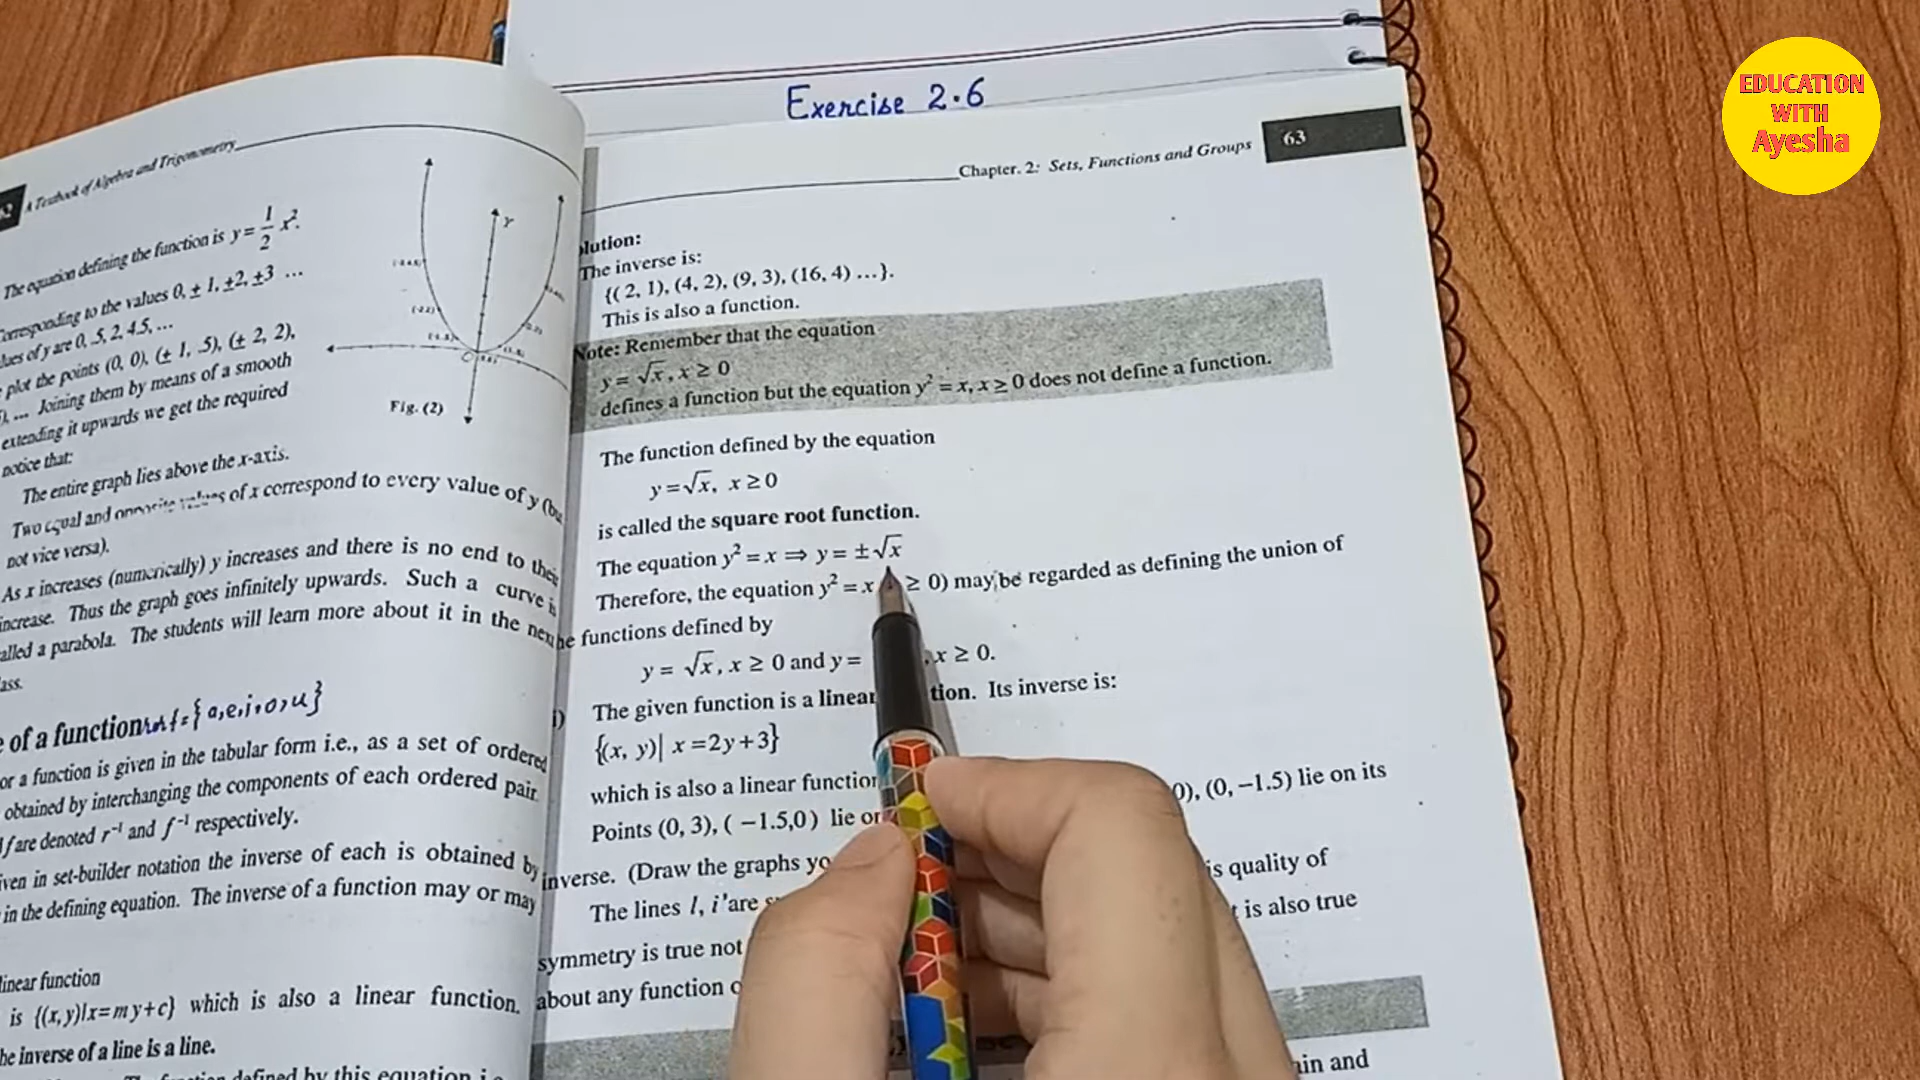 Exercise 2.6
EDUCATION
WITH
Ayesha
A Textbook of Algebra and Trigonometry
The equation defining the function is y = 1/2 x².
Corresponding to the values 0, ± 1, ±2, ±3 ...
of y are 0, .5, 2, 4.5, ...
plot the points (0, 0), (± 1, .5), (± 2, 2),
... Joining them by means of a smooth
extending it upwards we get the required
notice that:
Y
Fig. (2)
The entire graph lies above the x-axis.
Two equal and opposite values of x correspond to every value of y
not vice versa).
As x increases (numerically) y increases and there is no end to
increase. Thus the graph goes infinitely upwards. Such a curve
called a parabola. The students will learn more about it in the
of a function f = { a, e, i, o, u }
or a function is given in the tabular form i.e., as a set of ordered
obtained by interchanging the components of each ordered pair.
f are denoted r⁻¹ and f⁻¹ respectively.
in set-builder notation the inverse of each is obtained by
in the defining equation. The inverse of a function may or may
linear function
is {(x, y)|x = m y + c} which is also a linear function.
inverse of a line is a line.
defined by this equation
Chapter. 2: Sets, Functions and Groups 63
lution:
The inverse is:
{( 2, 1), (4, 2), (9, 3), (16, 4) ...}.
This is also a function.
Note: Remember that the equation
y = √x , x ≥ 0
defines a function but the equation y² = x, x ≥ 0 does not define a function.
The function defined by the equation
y = √x, x ≥ 0
is called the square root function.
The equation y² = x ⇒ y = ± √x
Therefore, the equation y² = x ≥ 0) may be regarded as defining the union of
he functions defined by
y = √x , x ≥ 0 and y = , x ≥ 0.
i) The given function is a linear tion. Its inverse is:
{(x, y)| x = 2y + 3}
which is also a linear function
Points (0, 3), ( −1.5,0 ) lie 0), (0, −1.5) lie on its
inverse. (Draw the graphs is quality of
The lines l, l'are is also true
symmetry is true not
about any function
and